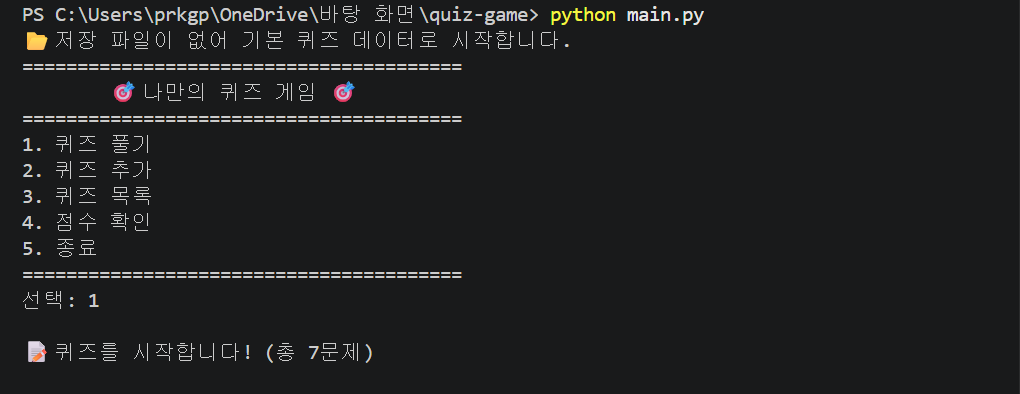 PS C:\Users\prkgp\OneDrive\바탕 화면\quiz-game> python main.py
📂 저장 파일이 없어 기본 퀴즈 데이터로 시작합니다.
========================================
🎯 나만의 퀴즈 게임 🎯
========================================
1. 퀴즈 풀기
2. 퀴즈 추가
3. 퀴즈 목록
4. 점수 확인
5. 종료
========================================
선택: 1
📝 퀴즈를 시작합니다! (총 7문제)